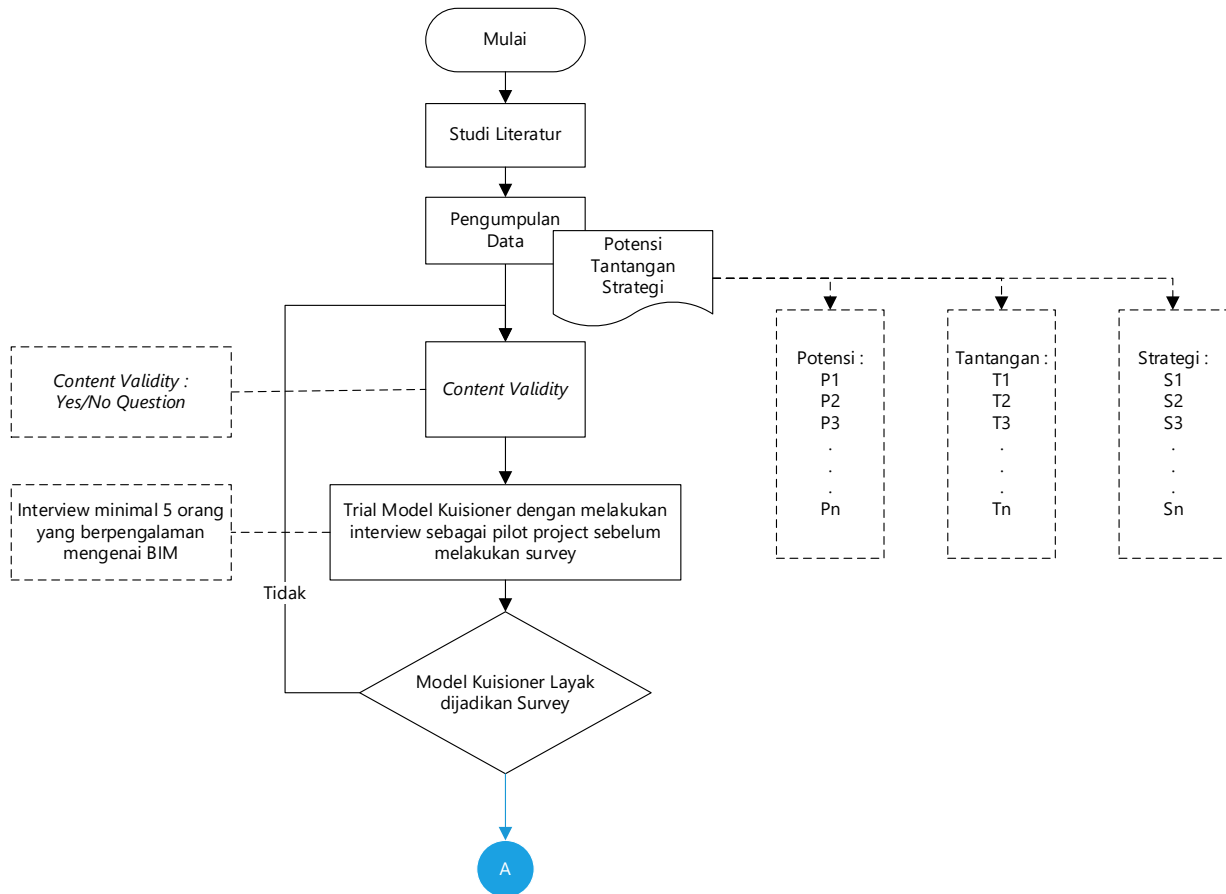 Mulai
Studi Literatur
Pengumpulan
Data
Potensi
Tantangan
Strategi
Potensi :
P1
P2
P3
.
.
.
Pn
Tantangan :
T1
T2
T3
.
.
.
Tn
Strategi :
S1
S2
S3
.
.
.
Sn
Content Validity :
Yes/No Question
Content Validity
Interview minimal 5 orang
yang berpengalaman
mengenai BIM
Trial Model Kuisioner dengan melakukan
interview sebagai pilot project sebelum
melakukan survey
Tidak
Model Kuisioner Layak
dijadikan Survey
A